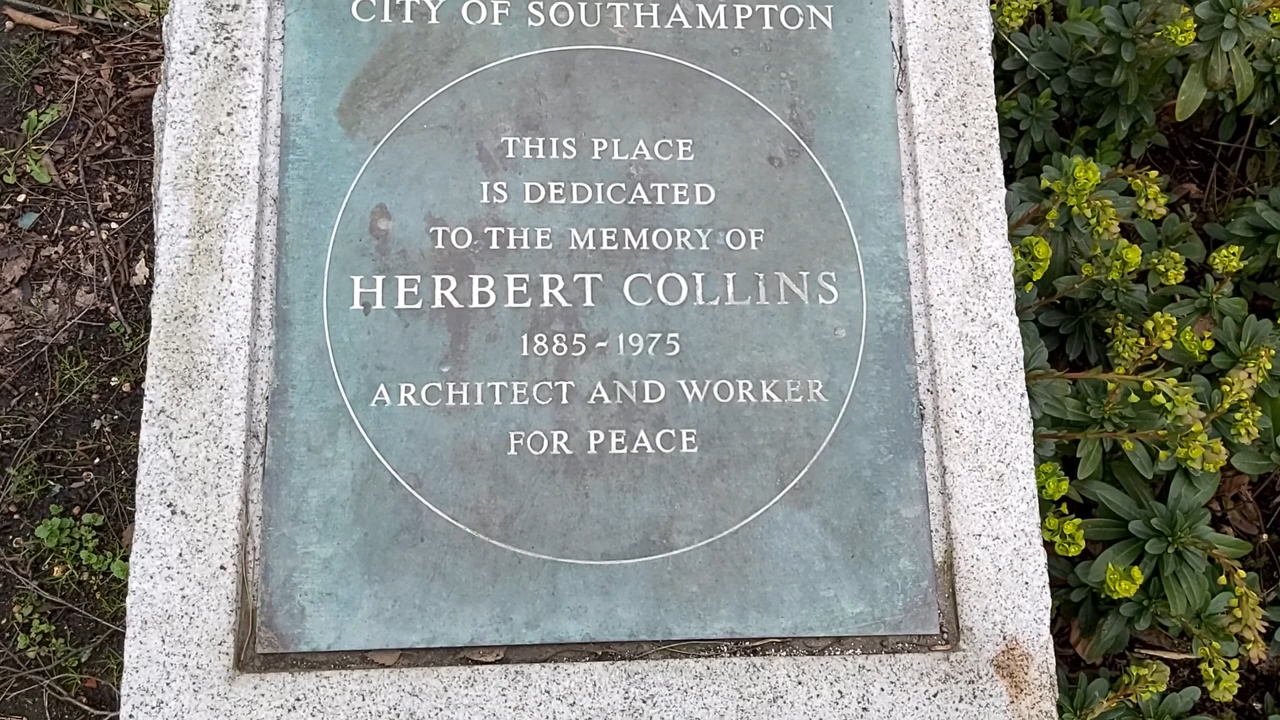 CITY OF SOUTHAMPTON
THIS PLACE
IS DEDICATED
TO THE MEMORY OF
HERBERT COLLINS
1885-1975
ARCHITECT AND WORKER
FOR PEACE